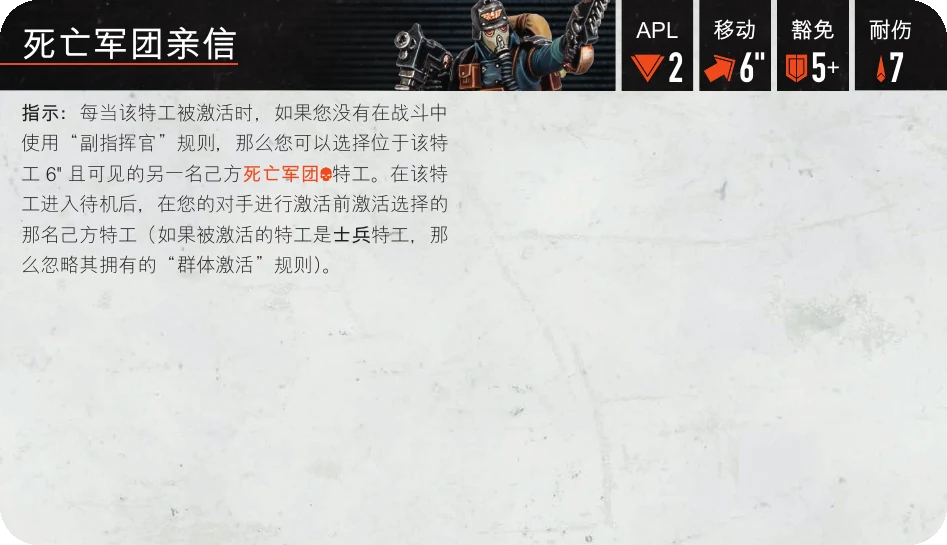 死亡军团亲信
APL 移动 豁免 耐伤
2 6" 5+ 7
指示：每当该特工被激活时，如果您没有在战斗中
使用“副指挥官”规则，那么您可以选择位于该特
工 6" 且可见的另一名己方死亡军团特工。在该特
工进入待机后，在您的对手进行激活前激活选择的
那名己方特工（如果被激活的特工是士兵特工，那
么忽略其拥有的“群体激活”规则）。